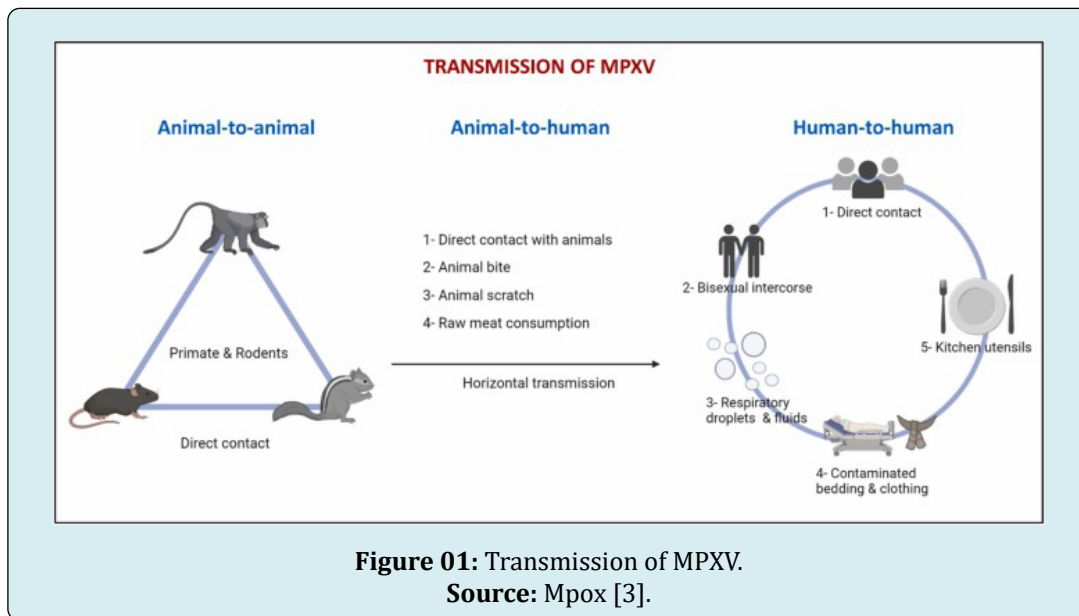 TRANSMISSION OF MPXV
Animal-to-animal
Primate & Rodents
Direct contact
Animal-to-human
1- Direct contact with animals
2- Animal bite
3- Animal scratch
4- Raw meat consumption
Horizontal transmission
Human-to-human
1- Direct contact
2- Bisexual intercorse
3- Respiratory
droplets & fluids
4- Contaminated
bedding & clothing
5- Kitchen utensils
Figure 01: Transmission of MPXV.
Source: Mpox [3].